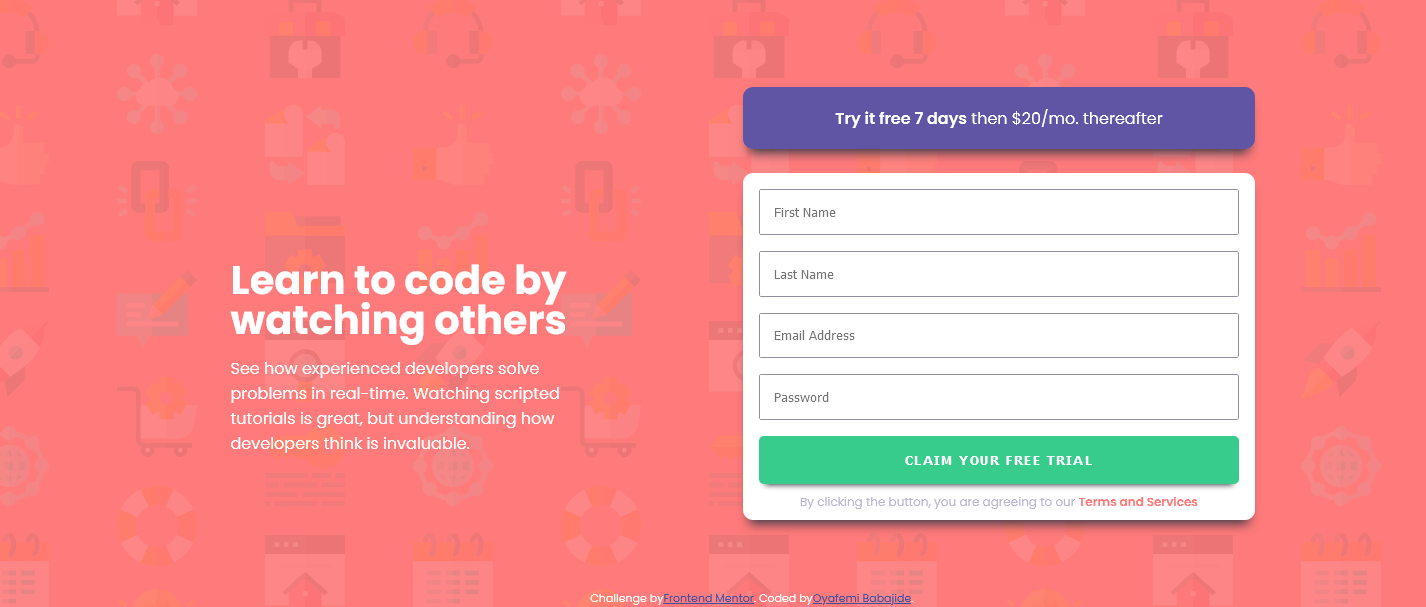 Learn to code by
watching others
See how experienced developers solve
problems in real-time. Watching scripted
tutorials is great, but understanding how
developers think is invaluable.
Try it free 7 days then $20/mo. thereafter
First Name
Last Name
Email Address
Password
CLAIM YOUR FREE TRIAL
By clicking the button, you are agreeing to our Terms and Services
Challenge by Frontend Mentor. Coded by Oyafemi Babajide.